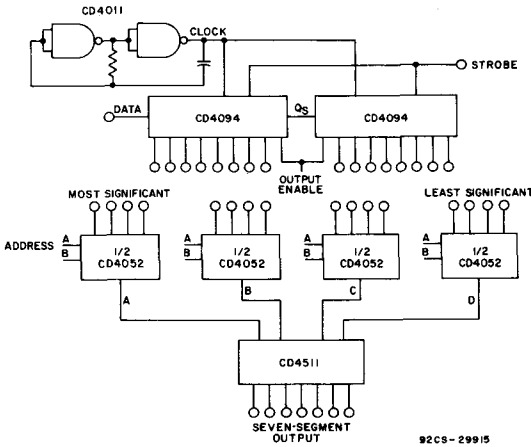 CD4011
CLOCK
STROBE
DATA
CD4094
QS
CD4094
OUTPUT
ENABLE
MOST SIGNIFICANT
LEAST SIGNIFICANT
ADDRESS
A
B
1/2
CD4052
A
B
1/2
CD4052
A
B
1/2
CD4052
A
B
1/2
CD4052
A
B
C
D
CD4511
SEVEN-SEGMENT
OUTPUT
92CS-29915